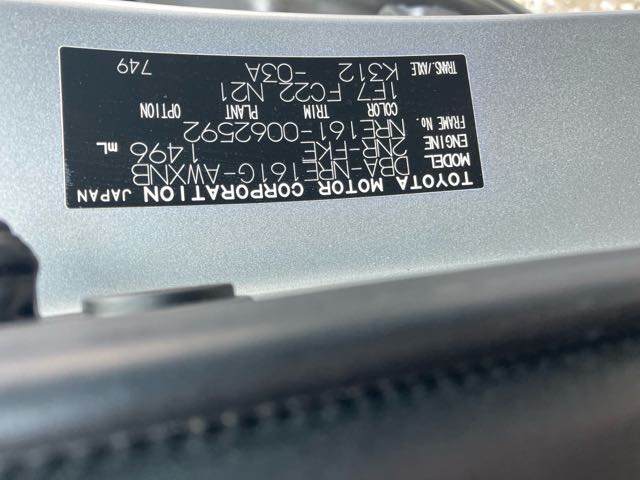 TOYOTA MOTOR CORPORATION JAPAN
MODEL DBA-NRE161G-AWXNB
ENGINE 2NR-FKE 1496 mL
FRAME No. NRE161-0062592
COLOR TRIM PLANT OPTION
1F7 FC22 N21
TRANS./AXLE K312 -03A
749